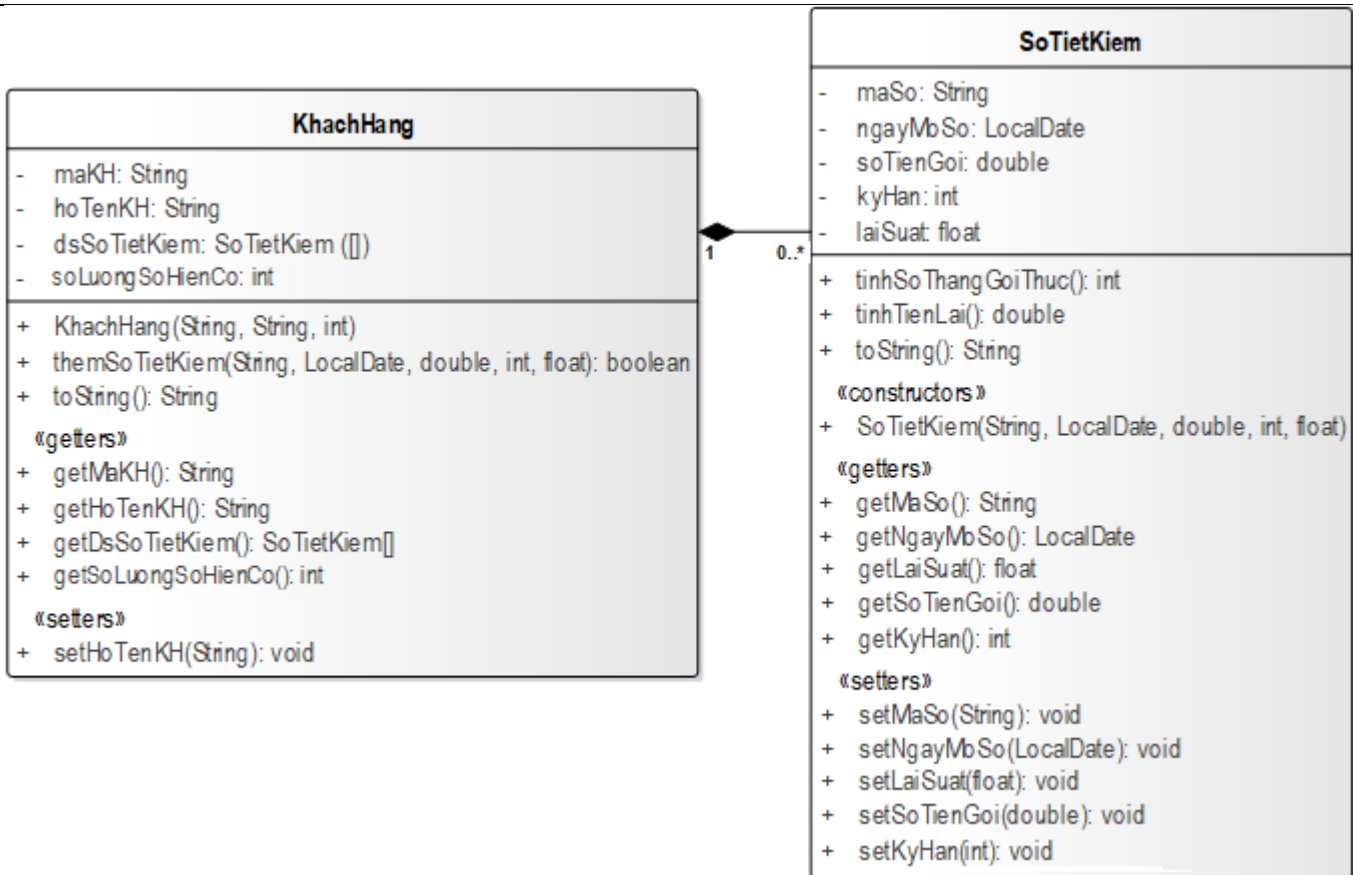 KhachHang
- maKH: String
- hoTenKH: String
- dsSoTietKiem: SoTietKiem ([])
- soLuongSoHienCo: int
+ KhachHang(String, String, int)
+ themSoTietKiem(String, LocalDate, double, int, float): boolean
+ toString(): String
«getters»
+ getMaKH(): String
+ getHoTenKH(): String
+ getDsSoTietKiem(): SoTietKiem[]
+ getSoLuongSoHienCo(): int
«setters»
+ setHoTenKH(String): void
1
0..*
SoTietKiem
- maSo: String
- ngayMoSo: LocalDate
- soTienGoi: double
- kyHan: int
- laiSuat: float
+ tinhSoThangGoiThuc(): int
+ tinhTienLai(): double
+ toString(): String
«constructors»
+ SoTietKiem(String, LocalDate, double, int, float)
«getters»
+ getMaSo(): String
+ getNgayMoSo(): LocalDate
+ getLaiSuat(): float
+ getSoTienGoi(): double
+ getKyHan(): int
«setters»
+ setMaSo(String): void
+ setNgayMoSo(LocalDate): void
+ setLaiSuat(float): void
+ setSoTienGoi(double): void
+ setKyHan(int): void